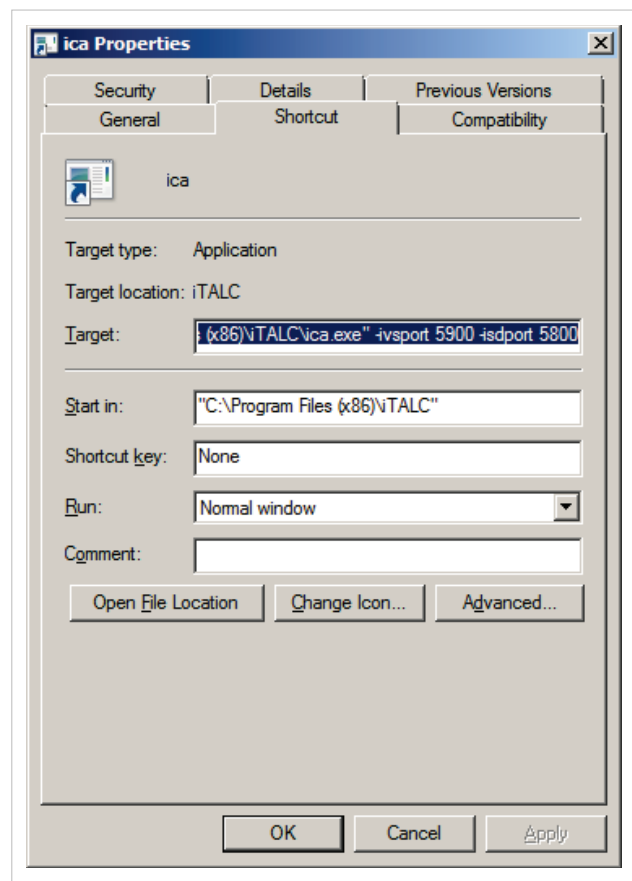 ica Properties
Security Details Previous Versions
General Shortcut Compatibility
ica
Target type: Application
Target location: iTALC
Target: s (x86)\iTALC\ica.exe" -ivsport 5900 -isdport 5800
Start in: "C:\Program Files (x86)\iTALC"
Shortcut key: None
Run: Normal window
Comment:
Open File Location Change Icon... Advanced...
OK Cancel Apply